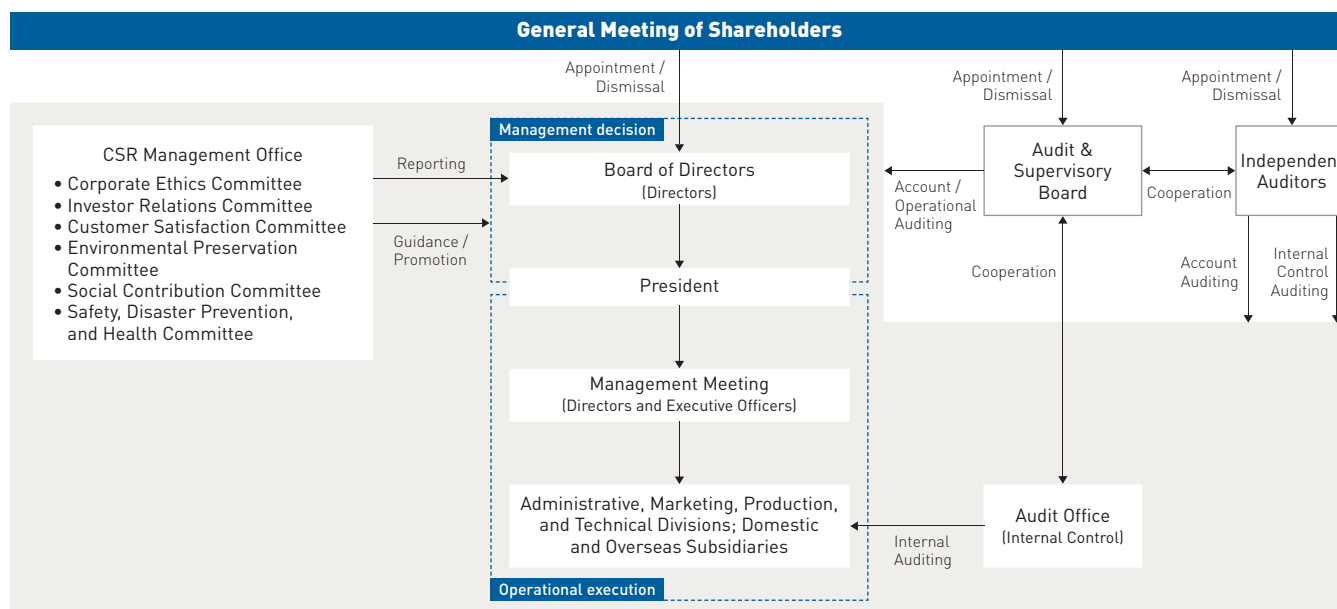 General Meeting of Shareholders
Appointment /
Dismissal
Appointment /
Dismissal
Appointment /
Dismissal
CSR Management Office
• Corporate Ethics Committee
• Investor Relations Committee
• Customer Satisfaction Committee
• Environmental Preservation
Committee
• Social Contribution Committee
• Safety, Disaster Prevention,
and Health Committee
Reporting
Guidance /
Promotion
Management decision
Board of Directors
(Directors)
President
Management Meeting
(Directors and Executive Officers)
Administrative, Marketing, Production,
and Technical Divisions; Domestic
and Overseas Subsidiaries
Operational execution
Account /
Operational
Auditing
Audit &
Supervisory
Board
Cooperation
Independent
Auditors
Cooperation
Account
Auditing
Internal
Control
Auditing
Internal
Auditing
Audit Office
(Internal Control)